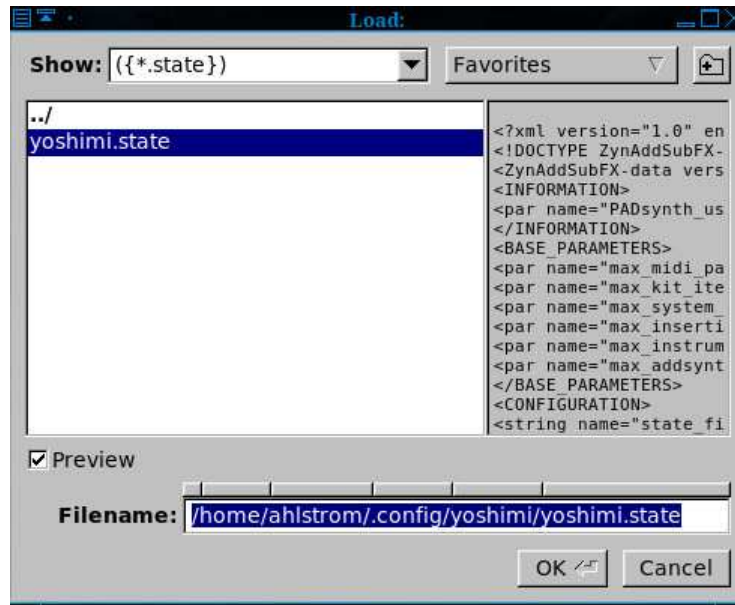 Load:
Show: ({*.state}) Favorites
../
yoshimi.state
<?xml version="1.0" en
<!DOCTYPE ZynAddSubFX-
<ZynAddSubFX-data vers
<INFORMATION>
<par name="PADsynth_us
</INFORMATION>
<BASE_PARAMETERS>
<par name="max_midi_pa
<par name="max_kit_ite
<par name="max_system_
<par name="max_inserti
<par name="max_instrum
<par name="max_addsynt
</BASE_PARAMETERS>
<CONFIGURATION>
<string name="state_fi
Preview
Filename: /home/ahlstrom/.config/yoshimi/yoshimi.state
OK Cancel